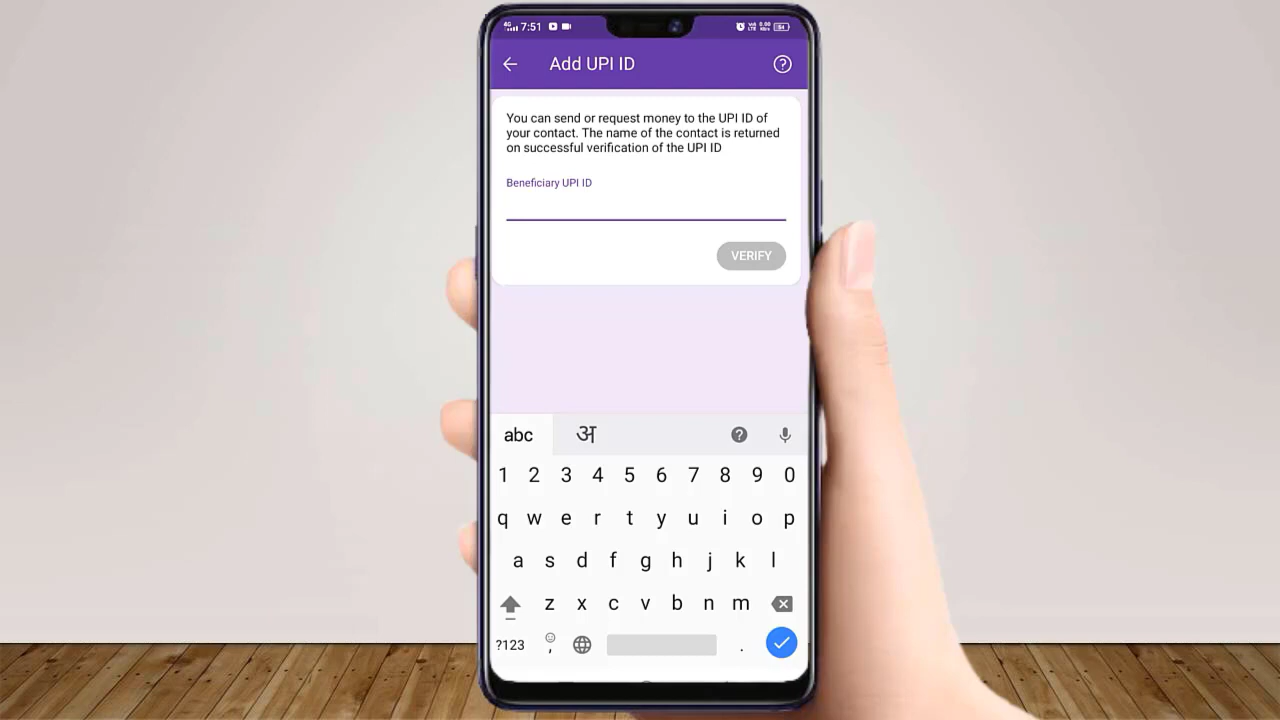 4G 7:51
Add UPI ID
You can send or request money to the UPI ID of
your contact. The name of the contact is returned
on successful verification of the UPI ID
Beneficiary UPI ID
VERIFY
abc अ
1 2 3 4 5 6 7 8 9 0
q w e r t y u i o p
a s d f g h j k l
z x c v b n m
?123 , .